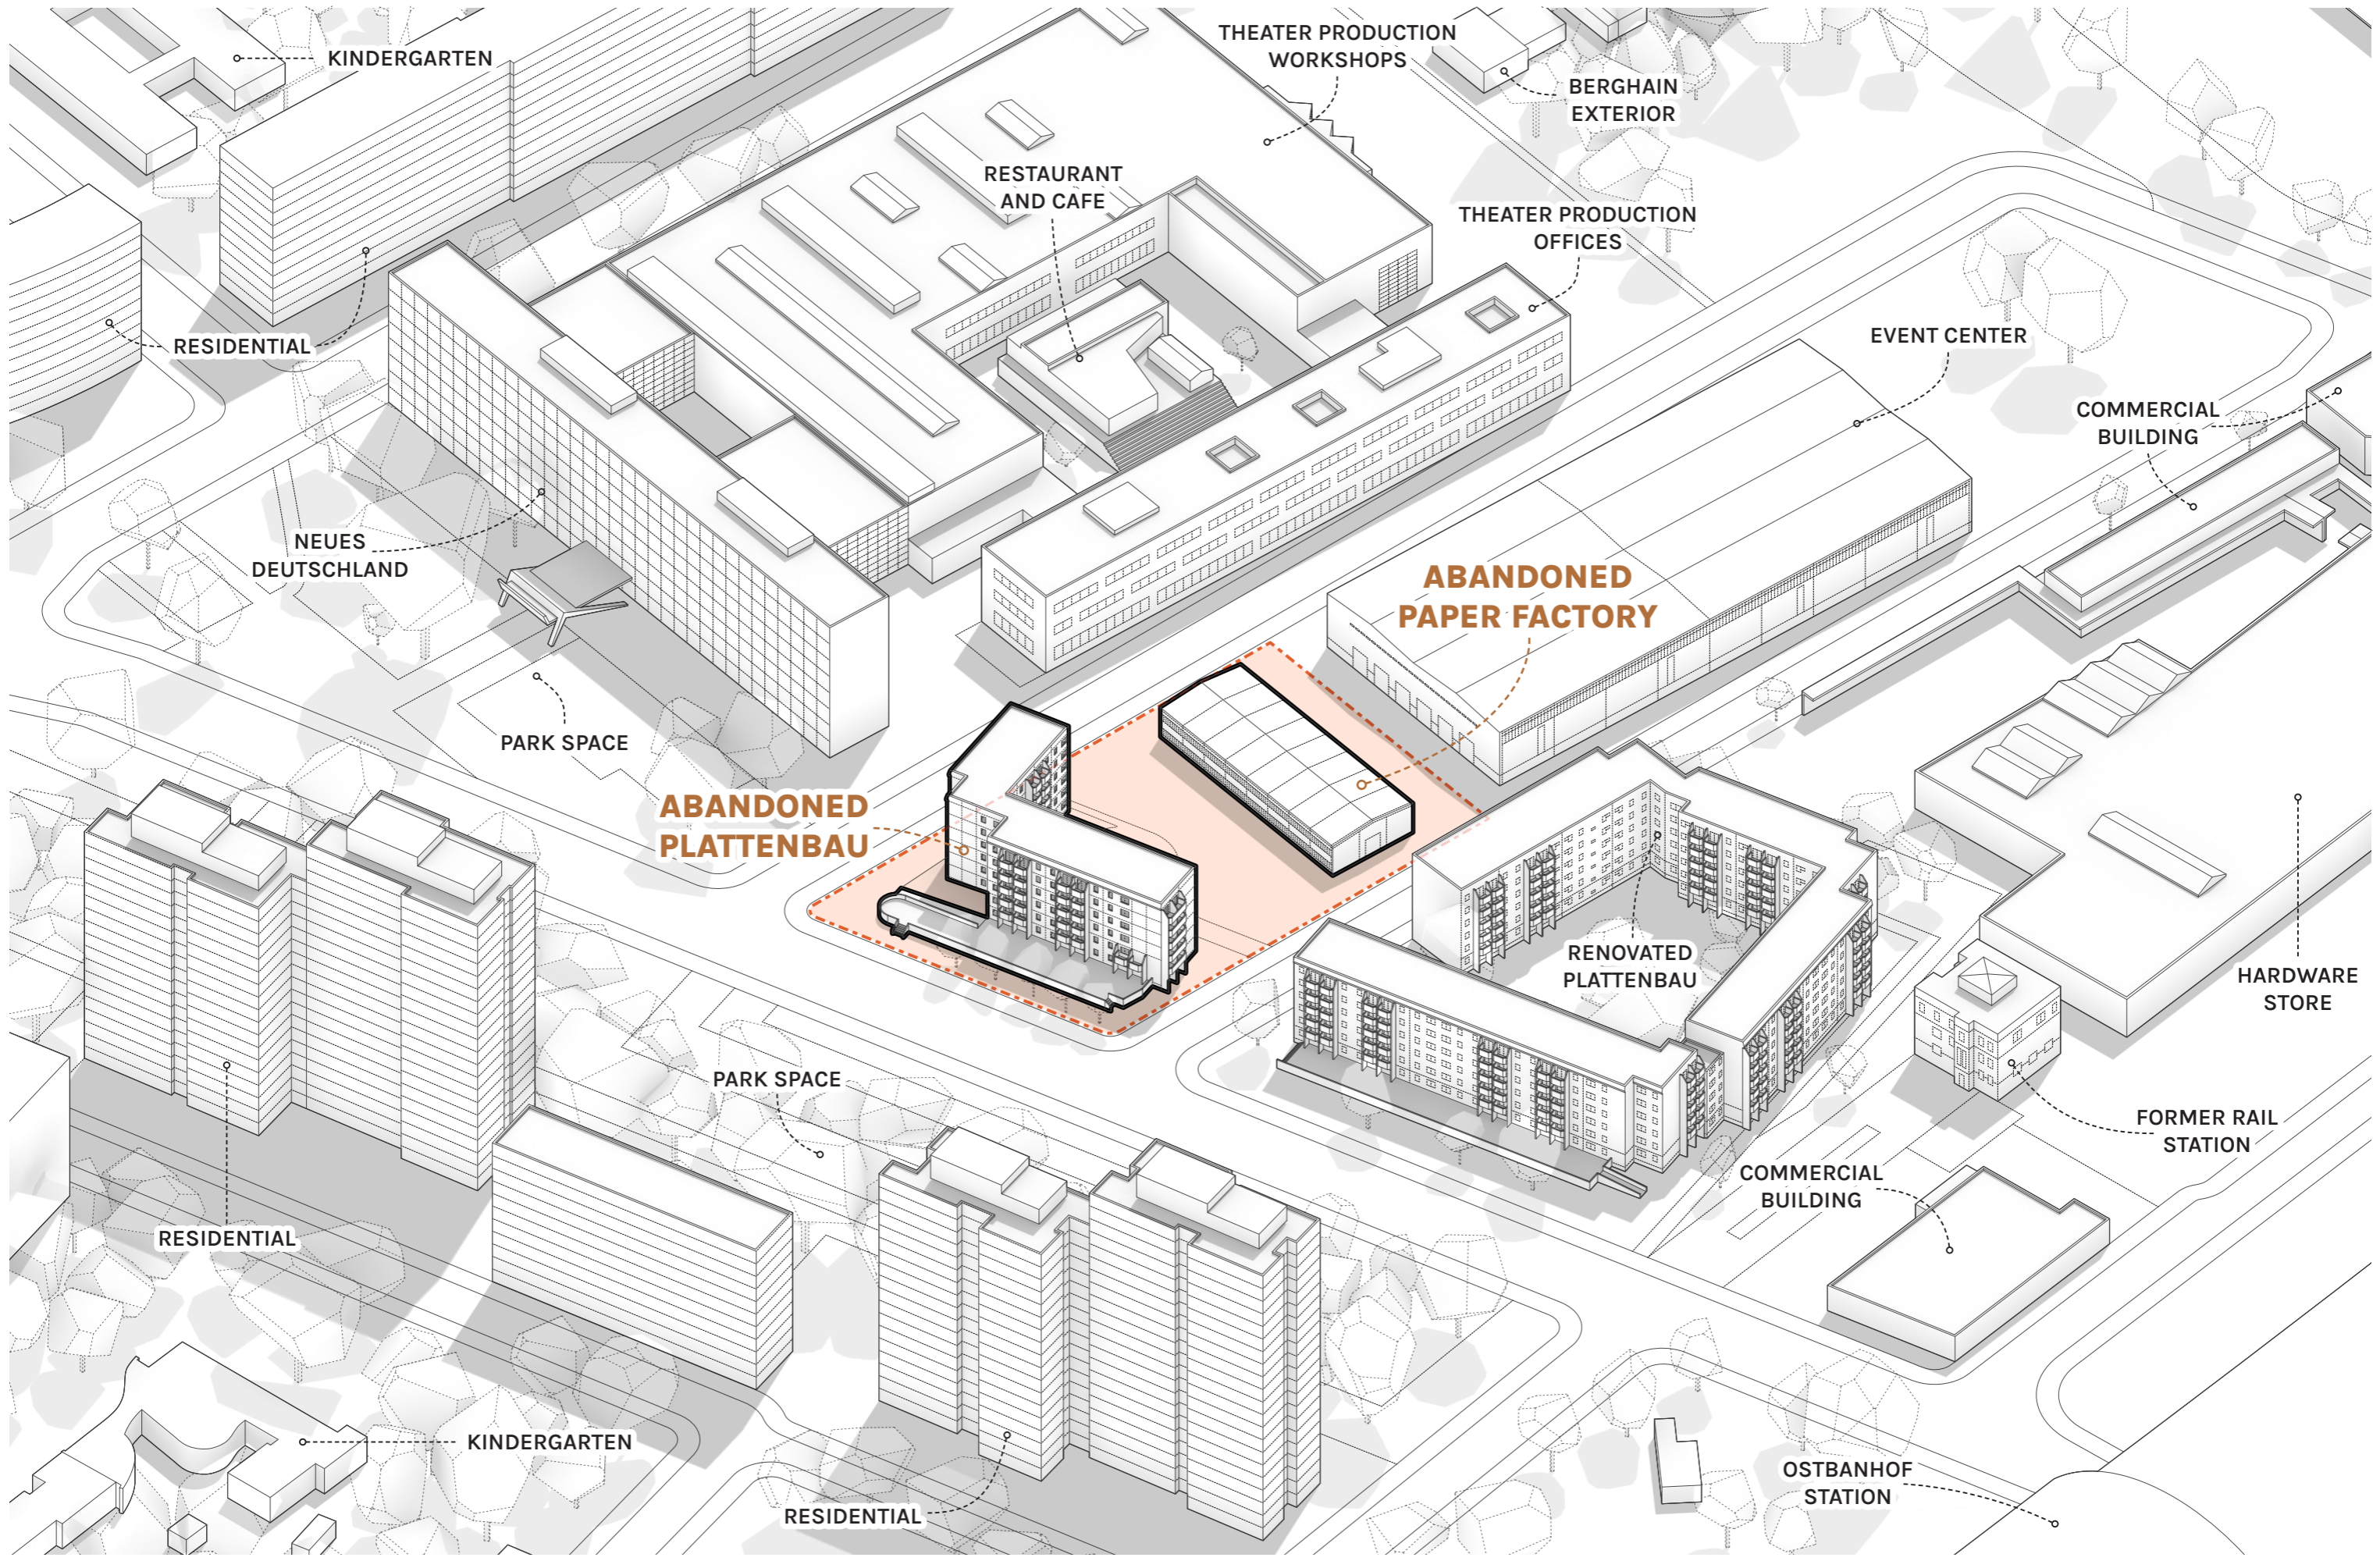 THEATER PRODUCTION
WORKSHOPS
KINDERGARTEN
BERGHAIN
EXTERIOR
RESTAURANT
AND CAFE
THEATER PRODUCTION
OFFICES
RESIDENTIAL
EVENT CENTER
COMMERCIAL
BUILDING
NEUES
DEUTSCHLAND
ABANDONED
PAPER FACTORY
PARK SPACE
ABANDONED
PLATTENBAU
RENOVATED
PLATTENBAU
HARDWARE
STORE
PARK SPACE
FORMER RAIL
STATION
COMMERCIAL
BUILDING
RESIDENTIAL
KINDERGARTEN
OSTBANHOF
STATION
RESIDENTIAL